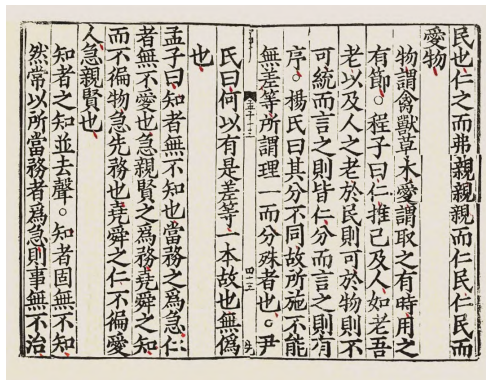 民也仁之而弗親親親而仁民仁民而
愛物
物謂禽獸草木愛謂取之有時用之
有節。程子曰仁推己及人如老吾
老以及人之老於民則可於物則不
可統而言之則皆仁分而言之則有
序。楊氏曰其分不同故所施不能
無差等所謂理一而分殊者也。尹
氏曰何以有是差等一本故也無僞
也
孟子曰知者無不知也當務之爲急仁
者無不愛也急親賢之爲務堯舜之知
而不徧物急先務也堯舜之仁不徧愛
人急親賢也
知者之知並去聲。知者固無不知
然常以所當務者爲急則事無不治